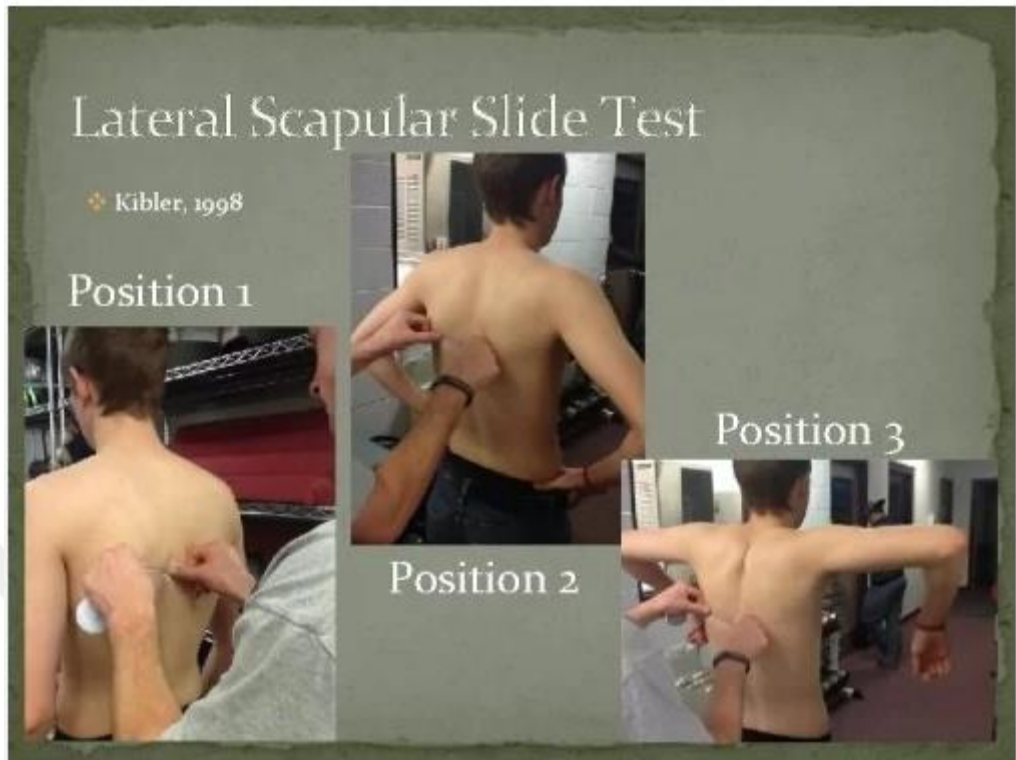 Lateral Scapular Slide Test
Kibler, 1998
Position 1
Position 3
Position 2